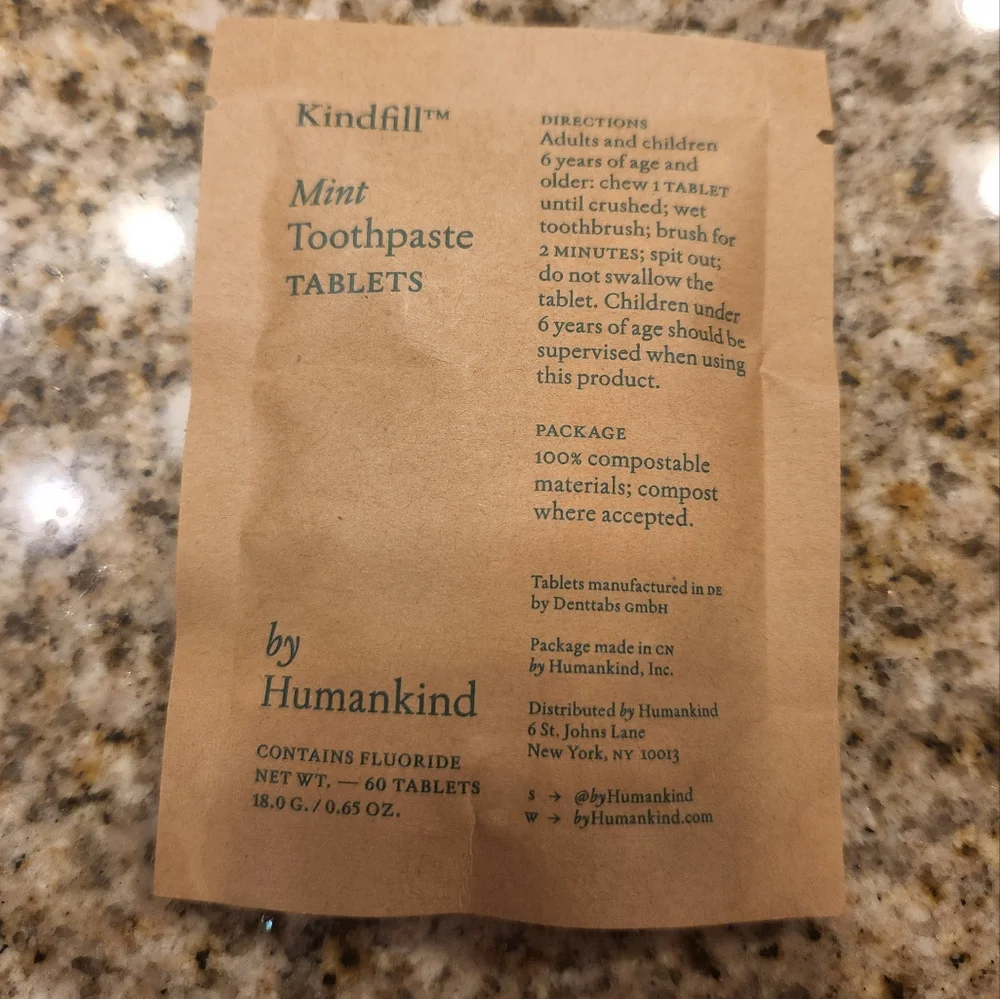 Kindfill™
Mint
Toothpaste
TABLETS
by
Humankind
CONTAINS FLUORIDE
NET WT. — 60 TABLETS
18.0 G. / 0.65 OZ.
DIRECTIONS
Adults and children
6 years of age and
older: chew 1 TABLET
until crushed; wet
toothbrush; brush for
2 MINUTES; spit out;
do not swallow the
tablet. Children under
6 years of age should be
supervised when using
this product.
PACKAGE
100% compostable
materials; compost
where accepted.
Tablets manufactured in DE
by Denttabs GmbH
Package made in CN
by Humankind, Inc.
Distributed by Humankind
6 St. Johns Lane
New York, NY 10013
S → @byHumankind
W → byHumankind.com